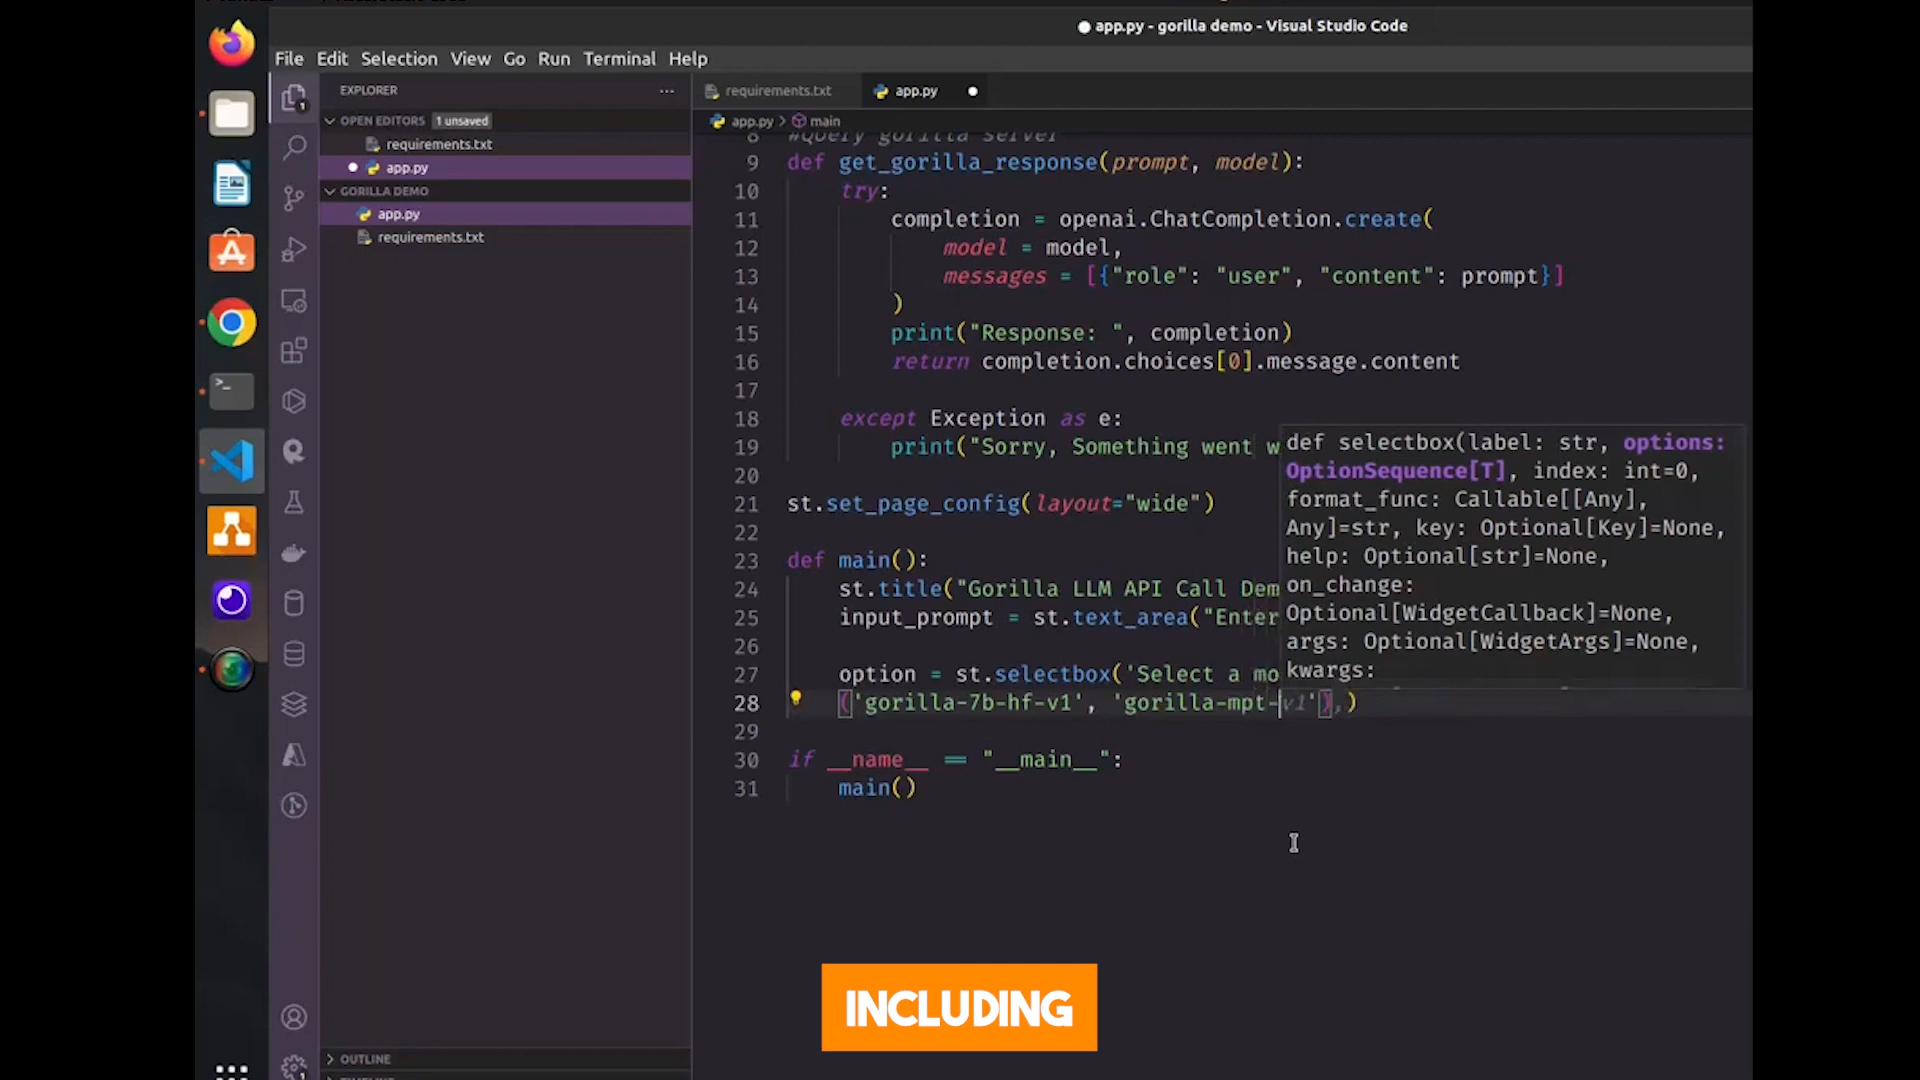 app.py - gorilla demo - Visual Studio Code
File Edit Selection View Go Run Terminal Help
EXPLORER
requirements.txt
app.py
OPEN EDITORS 1 unsaved
app.py > main
requirements.txt
app.py
GORILLA DEMO
app.py
requirements.txt
8 #Query gorilla server
9 def get_gorilla_response(prompt, model):
10 try:
11 completion = openai.ChatCompletion.create(
12 model = model,
13 messages = [{"role": "user", "content": prompt}]
14 )
15 print("Response: ", completion)
16 return completion.choices[0].message.content
17
18 except Exception as e:
19 print("Sorry, Something went w
20
21 st.set_page_config(layout="wide")
22
23 def main():
24 st.title("Gorilla LLM API Call Dem
25 input_prompt = st.text_area("Enter
26
27 option = st.selectbox('Select a mo
28 ('gorilla-7b-hf-v1', 'gorilla-mpt-v1'),)
29
30 if __name__ == "__main__":
31 main()
def selectbox(label: str, options:
OptionSequence[T], index: int=0,
format_func: Callable[[Any],
Any]=str, key: Optional[Key]=None,
help: Optional[str]=None,
on_change:
Optional[WidgetCallback]=None,
args: Optional[WidgetArgs]=None,
kwargs:
INCLUDING
OUTLINE